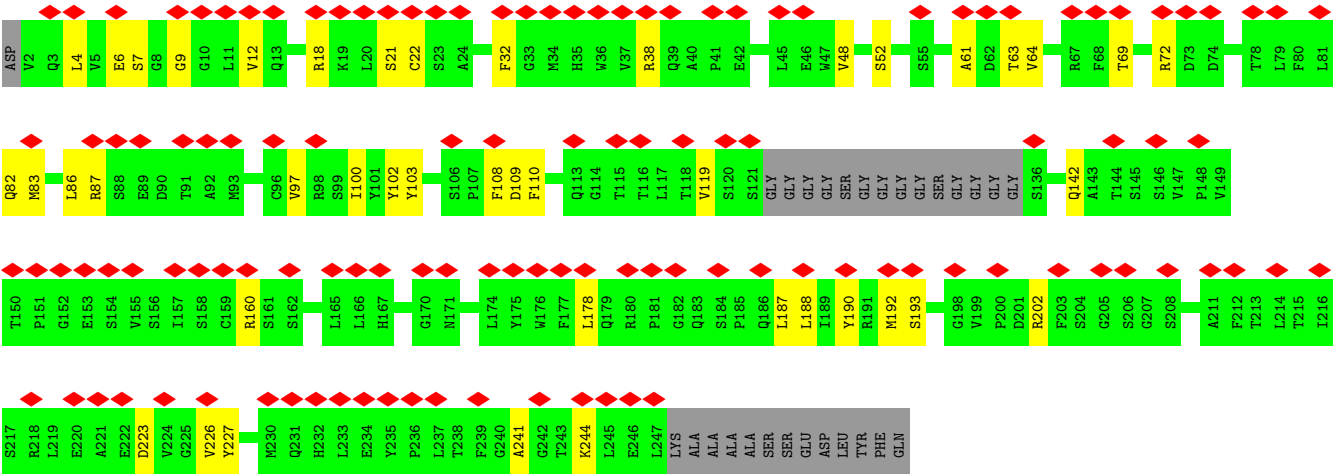 ASP V2 Q3 L4 V5 E6 S7 G8 G9 G10 L11 V12 Q13 R18 K19 L20 S21 C22 S23 A24 F32 G33 M34 H35 W36 V37 R38 Q39 A40 P41 E42 L45 E46 W47 V48 S52 S55 A61 D62 T63 V64 R67 F68 T69 R72 D73 D74 T78 L79 F80 L81
Q82 M83 L86 R87 S88 E89 D90 T91 A92 M93 C96 V97 R98 S99 I100 Y101 Y102 Y103 S106 P107 F108 D109 F110 Q113 G114 T115 T116 L117 T118 V119 S120 S121 GLY GLY GLY GLY SER GLY GLY GLY GLY SER GLY GLY GLY GLY S136 Q142 A143 T144 S145 S146 V147 P148 V149
T150 P151 G152 E153 S154 V155 S156 I157 S158 C159 R160 S161 S162 L165 L166 H167 G170 N171 L174 Y175 W176 F177 L178 Q179 R180 P181 G182 Q183 S184 P185 Q186 L187 L188 I189 Y190 R191 M192 S193 G198 V199 P200 D201 R202 F203 S204 G205 S206 G207 S208 A211 F212 T213 L214 T215 I216
S217 R218 L219 E220 A221 E222 D223 V224 G225 V226 Y227 M230 Q231 H232 L233 E234 Y235 P236 L237 T238 F239 G240 A241 G242 T243 K244 L245 E246 L247 LYS ALA ALA ALA ALA SER SER GLU ASP LEU TYR PHE GLN